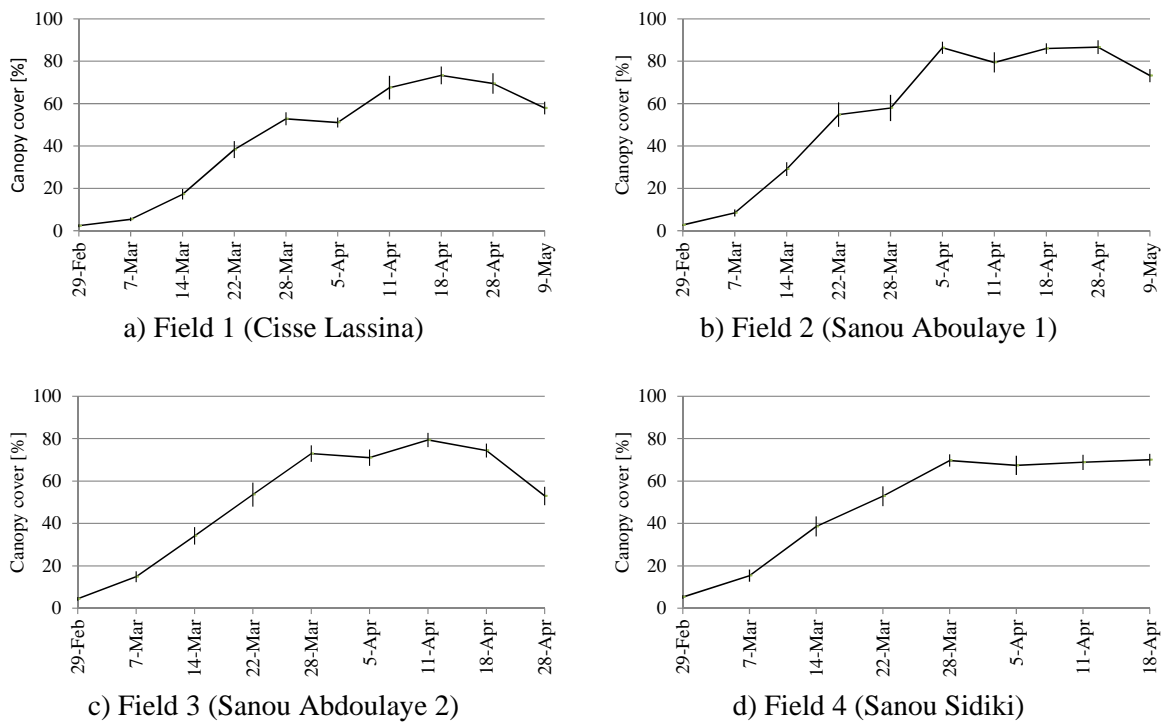 100
80
60
40
20
0
Canopy cover [%]
29-Feb
7-Mar
14-Mar
22-Mar
28-Mar
5-Apr
11-Apr
18-Apr
28-Apr
9-May
a) Field 1 (Cisse Lassina)
100
80
60
40
20
0
Canopy cover [%]
29-Feb
7-Mar
14-Mar
22-Mar
28-Mar
5-Apr
11-Apr
18-Apr
28-Apr
9-May
b) Field 2 (Sanou Aboulaye 1)
100
80
60
40
20
0
Canopy cover [%]
29-Feb
7-Mar
14-Mar
22-Mar
28-Mar
5-Apr
11-Apr
18-Apr
28-Apr
c) Field 3 (Sanou Abdoulaye 2)
100
80
60
40
20
0
Canopy cover [%]
29-Feb
7-Mar
14-Mar
22-Mar
28-Mar
5-Apr
11-Apr
18-Apr
d) Field 4 (Sanou Sidiki)